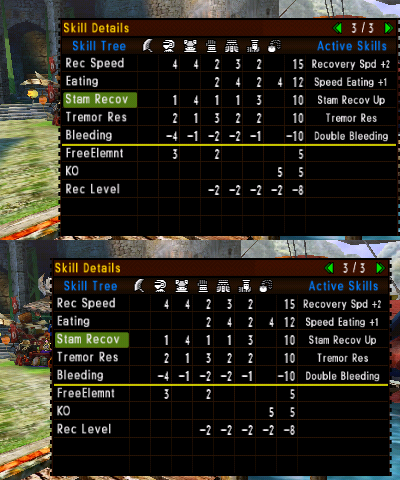 Skill Details 3 / 3
Skill Tree Active Skills
Rec Speed 4 4 2 3 2 15 Recovery Spd +2
Eating 2 4 2 4 12 Speed Eating +1
Stam Recov 1 4 1 1 3 10 Stam Recov Up
Tremor Res 2 1 3 2 2 10 Tremor Res
Bleeding -4 -1 -2 -2 -1 -10 Double Bleeding
FreeElemnt 3 2 5
KO 5 5
Rec Level -2 -2 -2 -2 -8
Skill Details 3 / 3
Skill Tree Active Skills
Rec Speed 4 4 2 3 2 15 Recovery Spd +2
Eating 2 4 2 4 12 Speed Eating +1
Stam Recov 1 4 1 1 3 10 Stam Recov Up
Tremor Res 2 1 3 2 2 10 Tremor Res
Bleeding -4 -1 -2 -2 -1 -10 Double Bleeding
FreeElemnt 3 2 5
KO 5 5
Rec Level -2 -2 -2 -2 -8